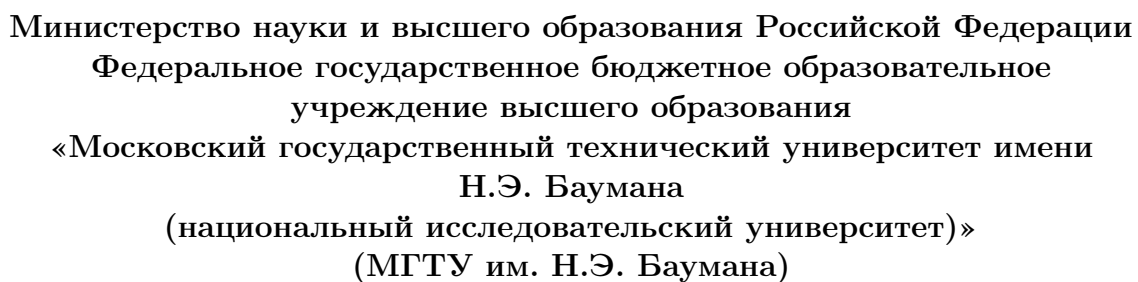 Министерство науки и высшего образования Российской Федерации
Федеральное государственное бюджетное образовательное
учреждение высшего образования
«Московский государственный технический университет имени
Н.Э. Баумана
(национальный исследовательский университет)»
(МГТУ им. Н.Э. Баумана)